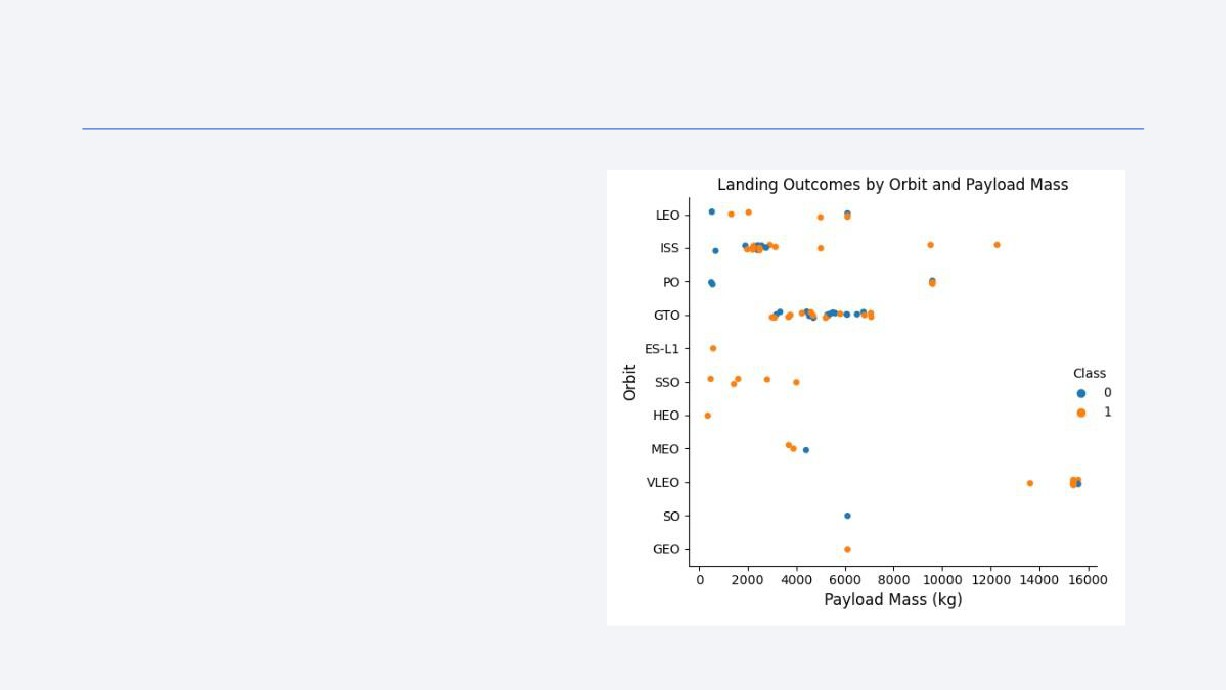 Landing Outcomes by Orbit and Payload Mass
LEO
ISS
PO
GTO
ES-L1
SSO
HEO
MEO
VLEO
SO
GEO
Orbit
Class
0
1
0 2000 4000 6000 8000 10000 12000 14000 16000
Payload Mass (kg)